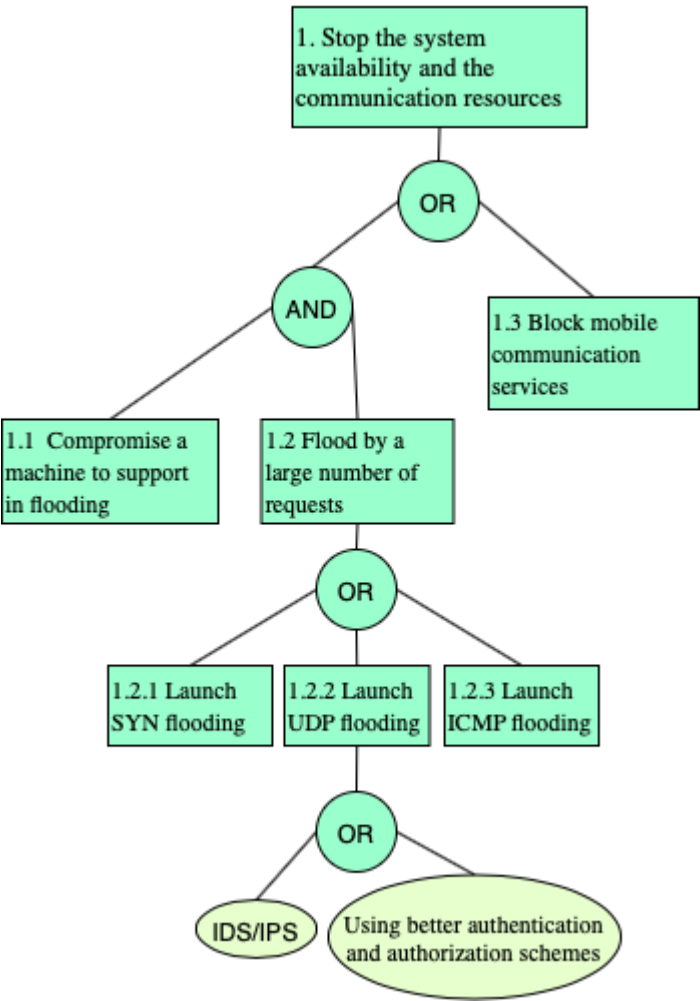 1. Stop the system
availability and the
communication resources
OR
AND
1.3 Block mobile
communication
services
1.1  Compromise a
machine to support
in flooding
1.2 Flood by a
large number of
requests
OR
1.2.1 Launch
SYN flooding
1.2.2 Launch
UDP flooding
1.2.3 Launch
ICMP flooding
OR
IDS/IPS
Using better authentication
and authorization schemes